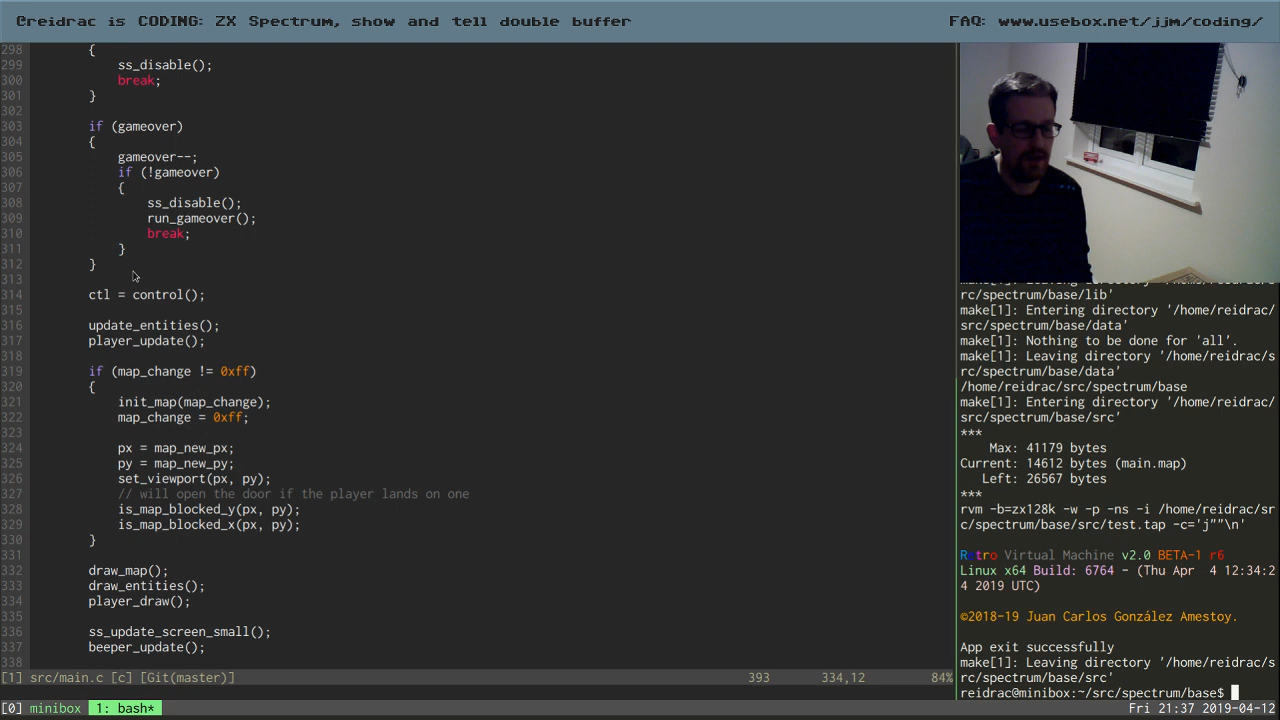 @reidrac is CODING: ZX Spectrum, show and tell double buffer
FAQ: www.usebox.net/jjm/coding/
298 {
299 ss_disable();
300 break;
301 }
302
303 if (gameover)
304 {
305 gameover--;
306 if (!gameover)
307 {
308 ss_disable();
309 run_gameover();
310 break;
311 }
312 }
313
314 ctl = control();
315
316 update_entities();
317 player_update();
318
319 if (map_change != 0xff)
320 {
321 init_map(map_change);
322 map_change = 0xff;
323
324 px = map_new_px;
325 py = map_new_py;
326 set_viewport(px, py);
327 // will open the door if the player lands on one
328 is_map_blocked_y(px, py);
329 is_map_blocked_x(px, py);
330 }
331
332 draw_map();
333 draw_entities();
334 player_draw();
335
336 ss_update_screen_small();
337 beeper_update();
338
[1] src/main.c [c] [Git(master)] 393 334,12 84%
make[1]: Leaving directory '/home/reidrac/s
rc/spectrum/base/lib'
make[1]: Entering directory '/home/reidrac/
src/spectrum/base/data'
make[1]: Nothing to be done for 'all'.
make[1]: Leaving directory '/home/reidrac/s
rc/spectrum/base/data'
/home/reidrac/src/spectrum/base
make[1]: Entering directory '/home/reidrac/
src/spectrum/base/src'
***
Max: 41179 bytes
Current: 14612 bytes (main.map)
Left: 26567 bytes
***
rvm -b=zx128k -w -p -ns -i /home/reidrac/sr
c/spectrum/base/src/test.tap -c='j""\n'
Retro Virtual Machine v2.0 BETA-1 r6
Linux x64 Build: 6764 - (Thu Apr  4 12:34:2
4 2019 UTC)
©2018-19 Juan Carlos González Amestoy.
App exit successfully
make[1]: Leaving directory '/home/reidrac/s
rc/spectrum/base/src'
reidrac@minibox:~/src/spectrum/base$
[0] minibox 1: bash* Fri 21:37 2019-04-12